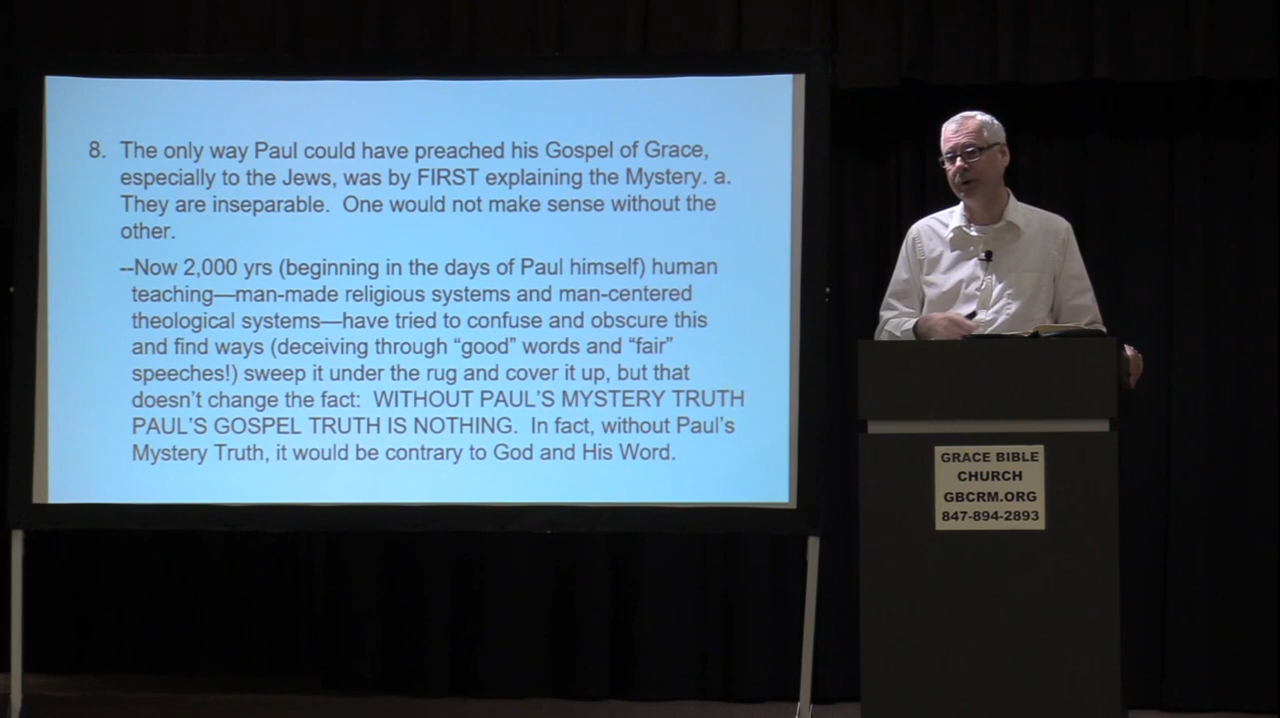 8. The only way Paul could have preached his Gospel of Grace,
especially to the Jews, was by FIRST explaining the Mystery. a.
They are inseparable. One would not make sense without the
other.
--Now 2,000 yrs (beginning in the days of Paul himself) human
teaching—man-made religious systems and man-centered
theological systems—have tried to confuse and obscure this
and find ways (deceiving through “good” words and “fair”
speeches!) sweep it under the rug and cover it up, but that
doesn’t change the fact: WITHOUT PAUL’S MYSTERY TRUTH
PAUL’S GOSPEL TRUTH IS NOTHING. In fact, without Paul’s
Mystery Truth, it would be contrary to God and His Word.
GRACE BIBLE
CHURCH
GBCRM.ORG
847-894-2893